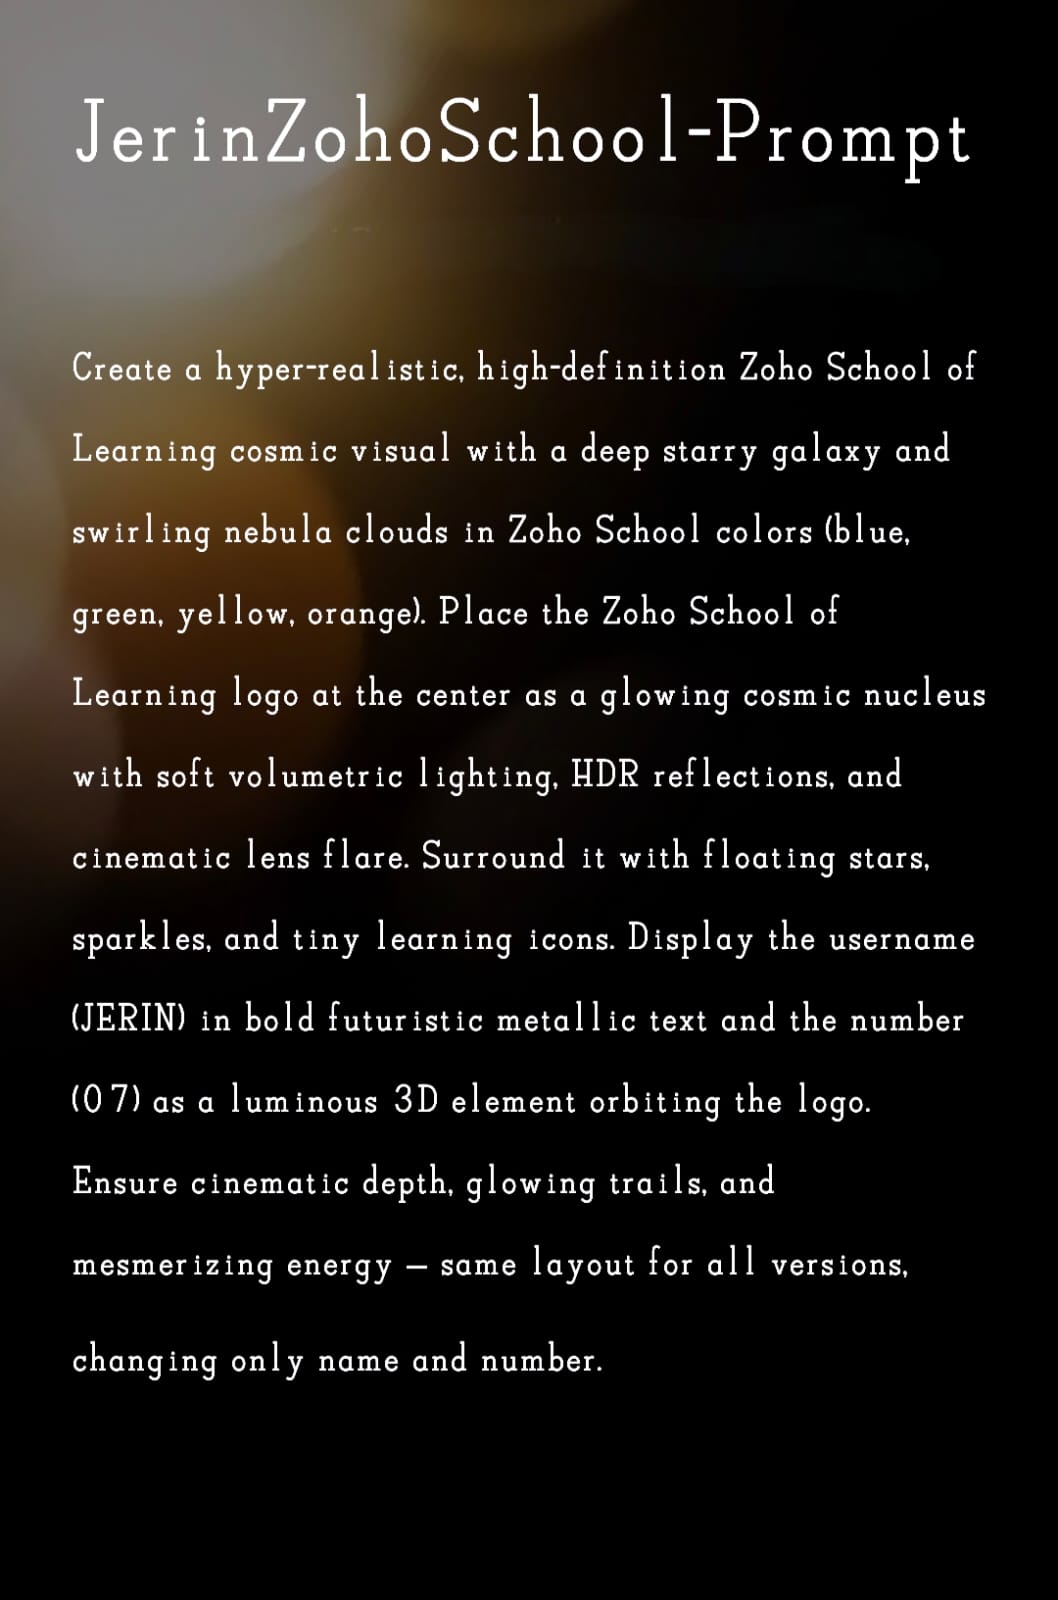 JerinZohoSchool-Prompt
Create a hyper-realistic, high-definition Zoho School of
Learning cosmic visual with a deep starry galaxy and
swirling nebula clouds in Zoho School colors (blue,
green, yellow, orange). Place the Zoho School of
Learning logo at the center as a glowing cosmic nucleus
with soft volumetric lighting, HDR reflections, and
cinematic lens flare. Surround it with floating stars,
sparkles, and tiny learning icons. Display the username
(JERIN) in bold futuristic metallic text and the number
(0 7) as a luminous 3D element orbiting the logo.
Ensure cinematic depth, glowing trails, and
mesmerizing energy — same layout for all versions,
changing only name and number.